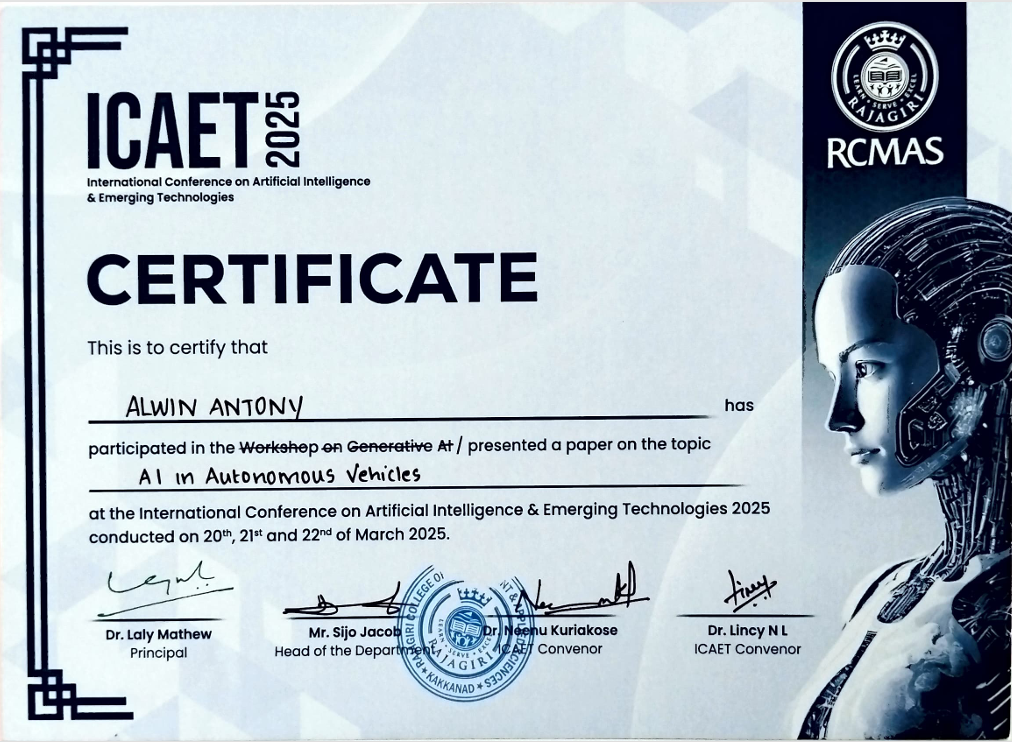 ICAET 2025
International Conference on Artificial Intelligence
& Emerging Technologies
LEARN • SERVE • EXCEL
RAJAGIRI
RCMAS
CERTIFICATE
This is to certify that
ALWIN ANTONY has
participated in the Workshop on Generative AI / presented a paper on the topic
AI in Autonomous Vehicles
at the International Conference on Artificial Intelligence & Emerging Technologies 2025
conducted on 20th, 21st and 22nd of March 2025.
Dr. Laly Mathew
Principal
Mr. Sijo Jacob
Head of the Department
Dr. Neenu Kuriakose
ICAET Convenor
Dr. Lincy N L
ICAET Convenor
RAJAGIRI COLLEGE OF
NT & APPLIED SCIENCES
KAKKANAD
LEARN • SERVE • EXCEL
RAJAGIRI